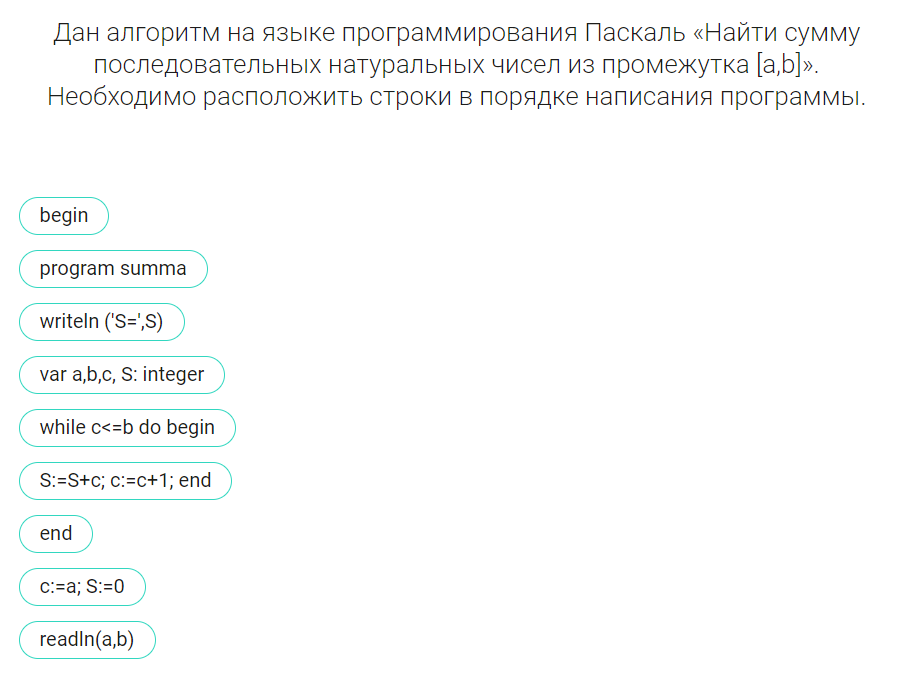 Дан алгоритм на языке программирования Паскаль «Найти сумму
последовательных натуральных чисел из промежутка [a,b]».
Необходимо расположить строки в порядке написания программы.
begin
program summa
writeln ('S=',S)
var a,b,c, S: integer
while c<=b do begin
S:=S+c; c:=c+1; end
end
c:=a; S:=0
readln(a,b)